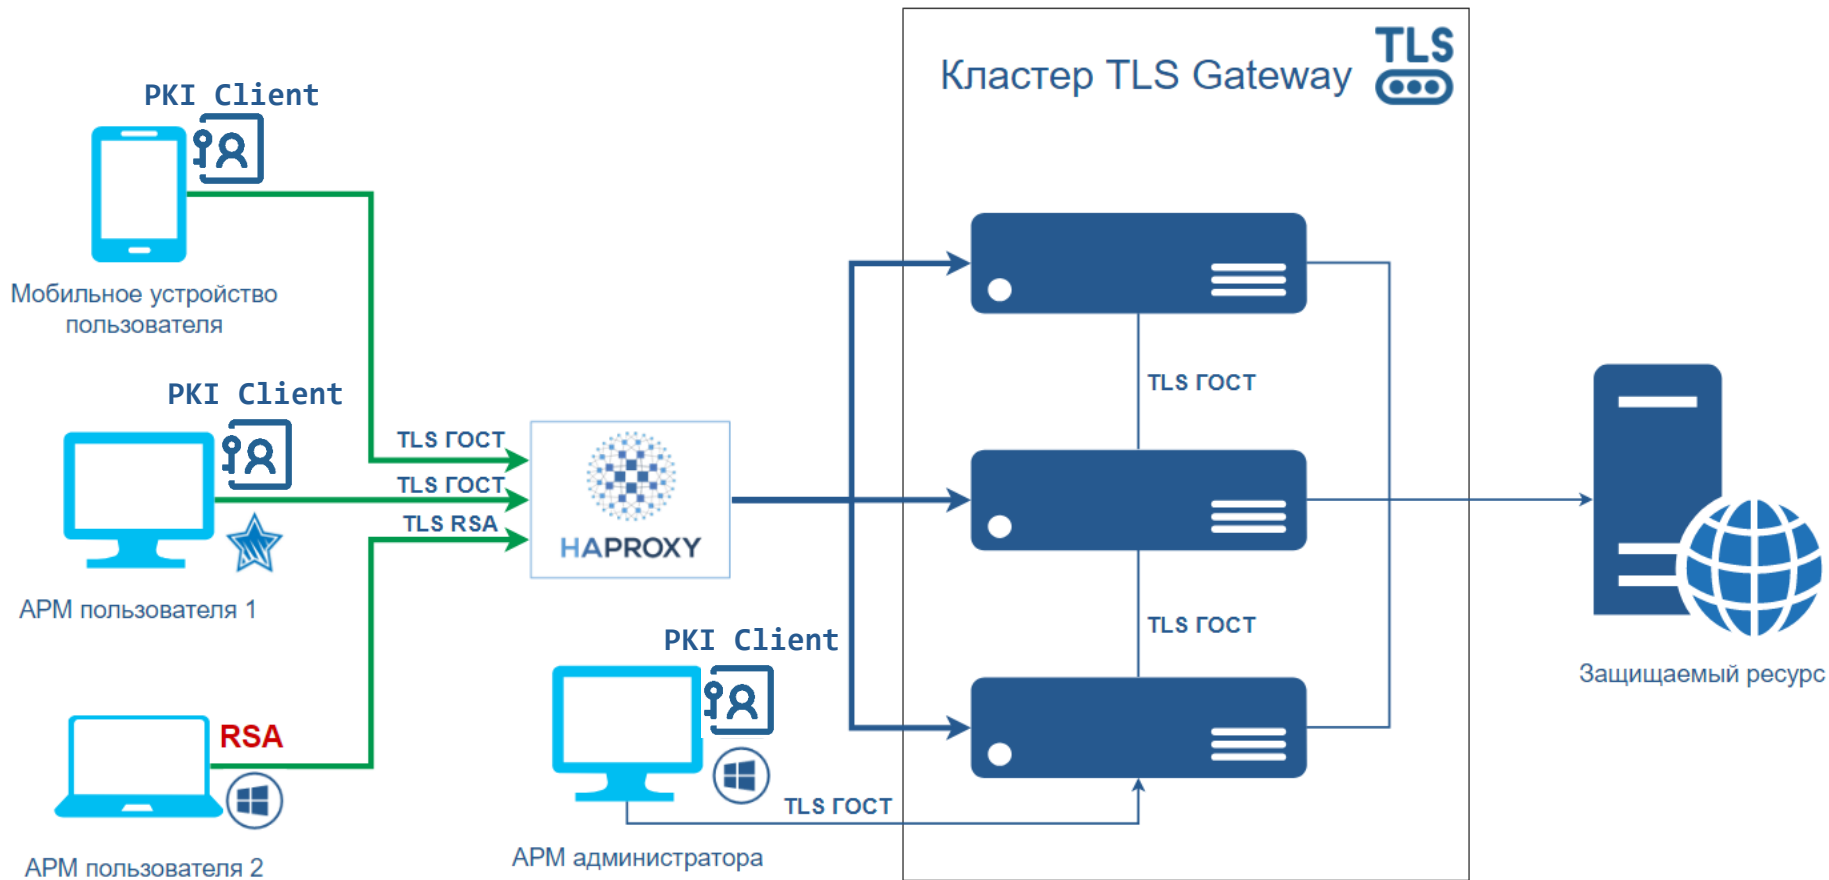 Кластер TLS Gateway
TLS
PKI Client
Мобильное устройство
пользователя
PKI Client
TLS ГОСТ
TLS ГОСТ
TLS RSA
HAPROXY
АРМ пользователя 1
TLS ГОСТ
TLS ГОСТ
PKI Client
Защищаемый ресурс
RSA
TLS ГОСТ
АРМ администратора
АРМ пользователя 2